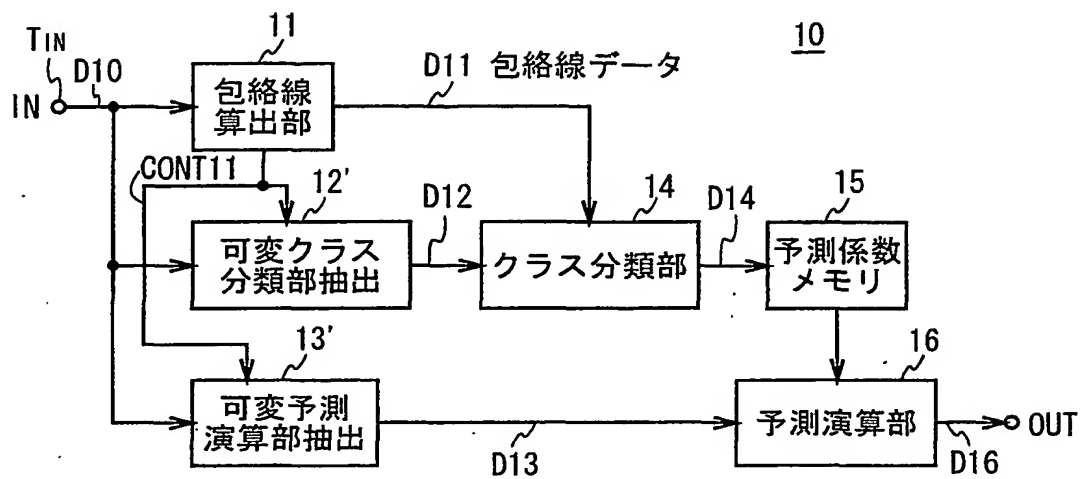 10
TIN
D10
IN
11
包絡線
算出部
D11 包絡線データ
CONT11
12'
可変クラス
分類部抽出
D12
14
クラス分類部
D14
15
予測係数
メモリ
13'
可変予測
演算部抽出
D13
16
予測演算部
D16
OUT